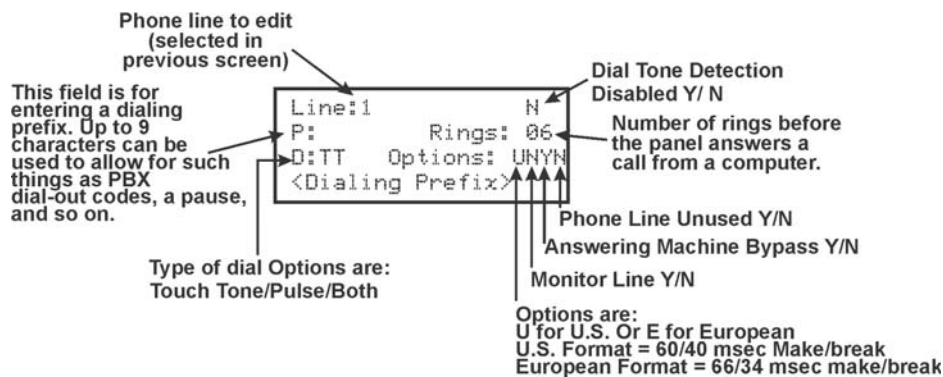 Phone line to edit
(selected in
previous screen)
This field is for
entering a dialing
prefix. Up to 9
characters can be
used to allow for such
things as PBX
dial-out codes, a pause,
and so on.
Line:1 N
P: Rings: 06
D:TT Options: UNYN
<Dialing Prefix>
Dial Tone Detection
Disabled Y/ N
Number of rings before
the panel answers a
call from a computer.
Phone Line Unused Y/N
Answering Machine Bypass Y/N
Monitor Line Y/N
Type of dial Options are:
Touch Tone/Pulse/Both
Options are:
U for U.S. Or E for European
U.S. Format = 60/40 msec Make/break
European Format = 66/34 msec make/break